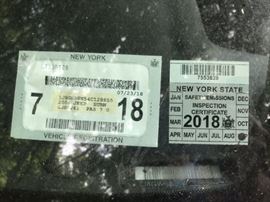 NEW YORK
07/23/18
7 18
VEHICLE REGISTRATION
7553839
NEW YORK STATE
JAN SAFETY/EMISSIONS DEC
FEB INSPECTION NOV
MAR CERTIFICATE OCT
2018
APR MAY JUN JUL AUG SEP